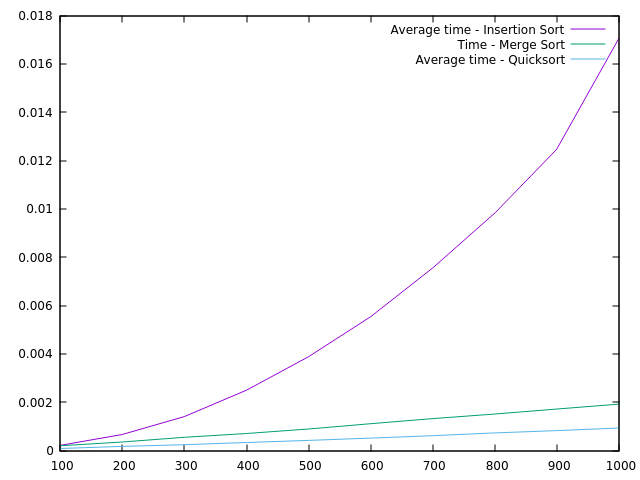 0.018
0.016
0.014
0.012
0.01
0.008
0.006
0.004
0.002
0
100 200 300 400 500 600 700 800 900 1000
Average time - Insertion Sort
Time - Merge Sort
Average time - Quicksort